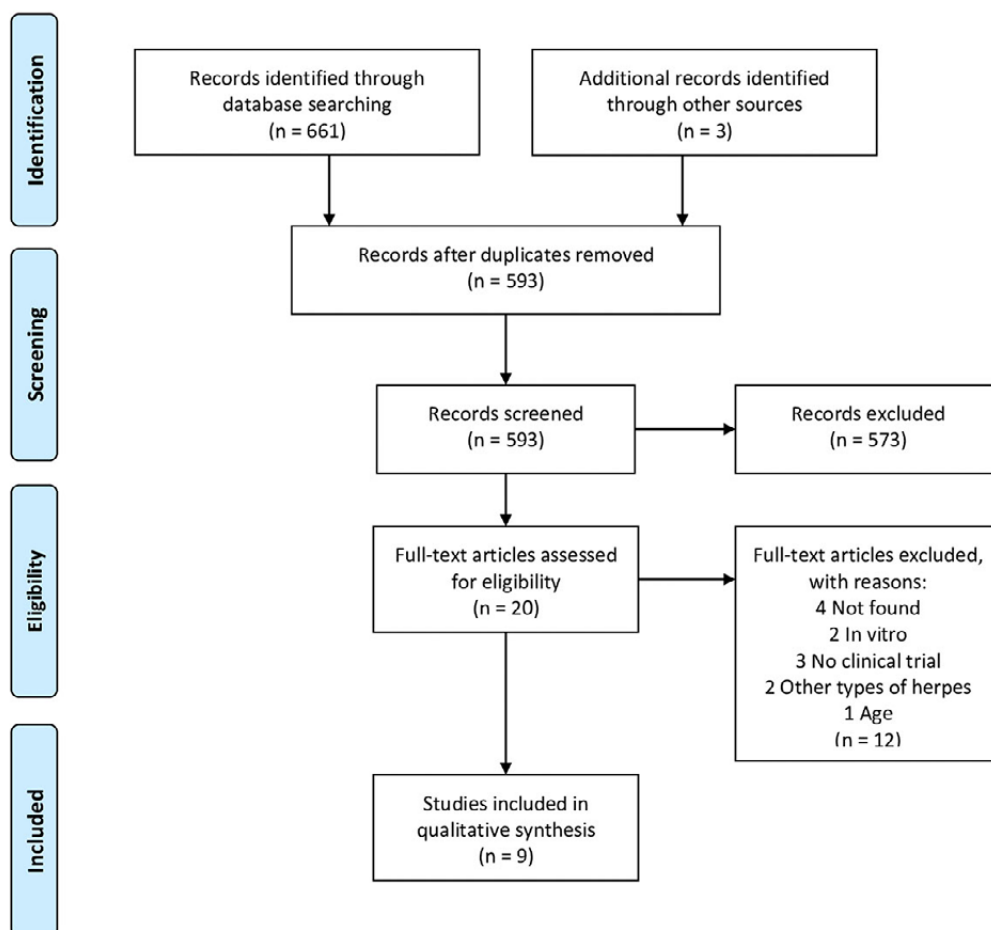 Identification
Records identified through
database searching
(n = 661)
Additional records identified
through other sources
(n = 3)
Screening
Records after duplicates removed
(n = 593)
Records screened
(n = 593)
Records excluded
(n = 573)
Eligibility
Full-text articles assessed
for eligibility
(n = 20)
Full-text articles excluded,
with reasons:
4 Not found
2 In vitro
3 No clinical trial
2 Other types of herpes
1 Age
(n = 12)
Included
Studies included in
qualitative synthesis
(n = 9)